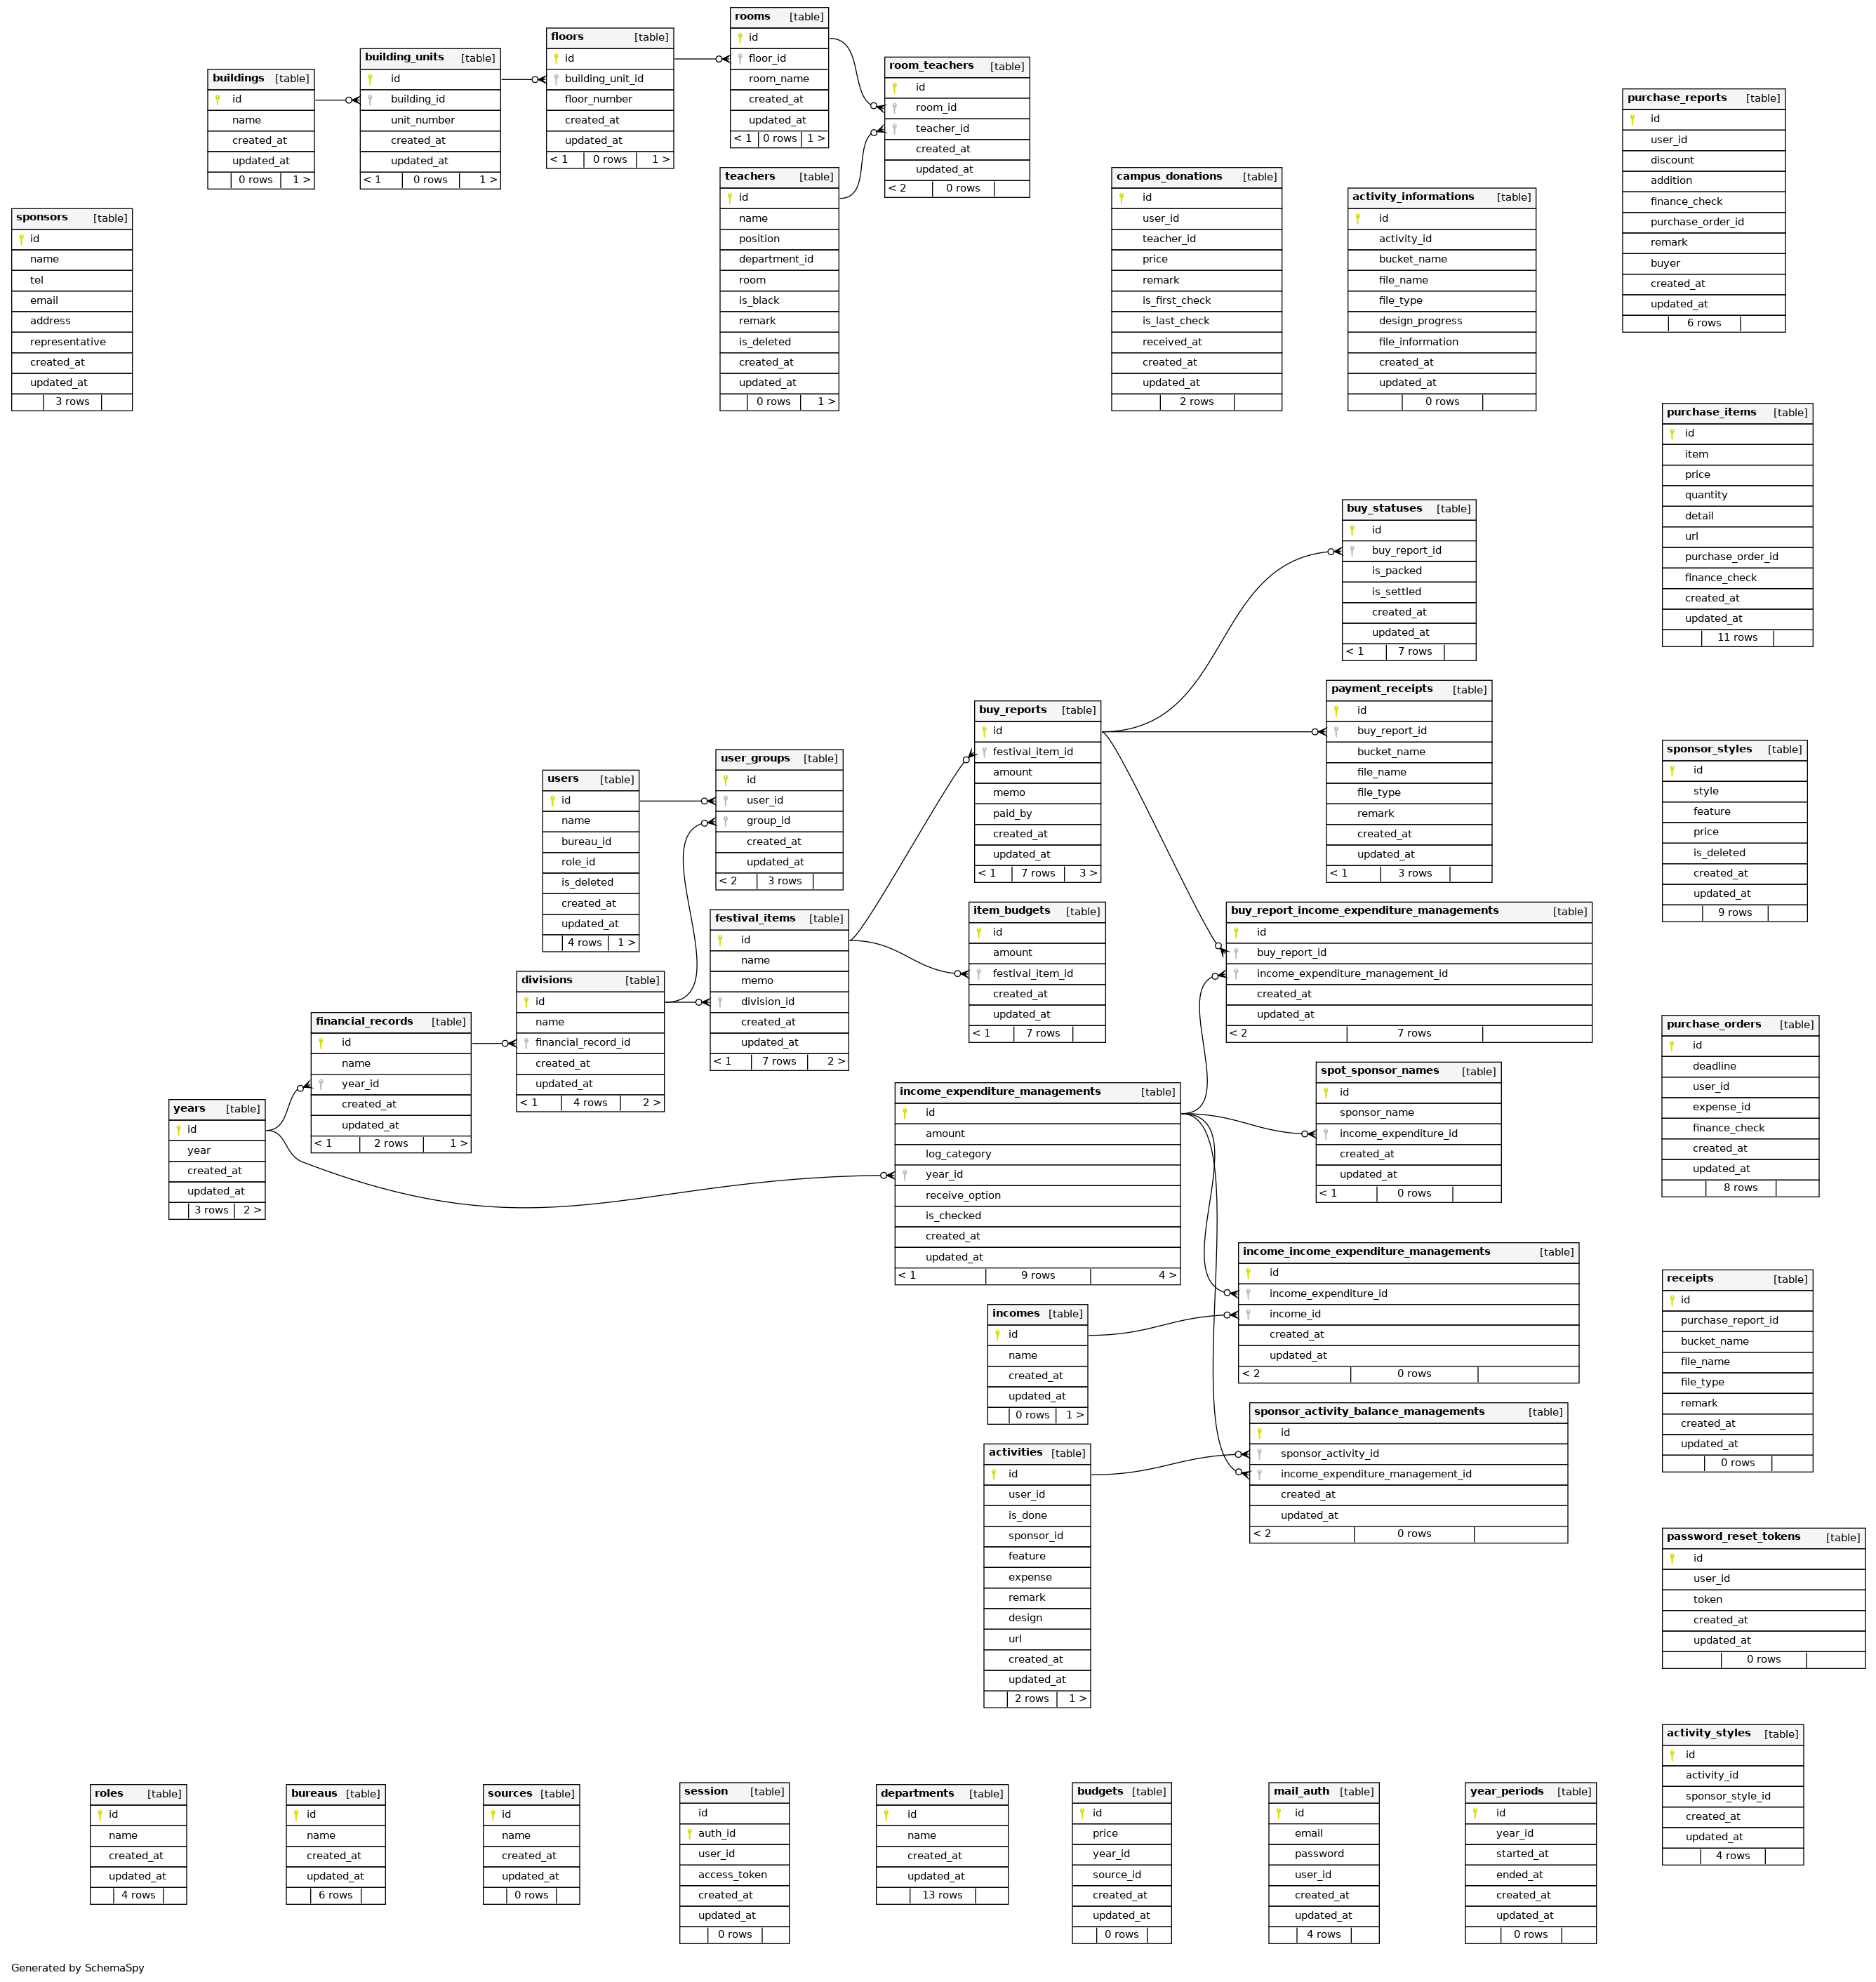 rooms [table]
id
floor_id
room_name
created_at
updated_at
< 1 0 rows 1 >
floors [table]
id
building_unit_id
floor_number
created_at
updated_at
< 1 0 rows 1 >
building_units [table]
id
building_id
unit_number
created_at
updated_at
< 1 0 rows 1 >
buildings [table]
id
name
created_at
updated_at
0 rows 1 >
room_teachers [table]
id
room_id
teacher_id
created_at
updated_at
< 2 0 rows
teachers [table]
id
name
position
department_id
room
is_black
remark
is_deleted
created_at
updated_at
0 rows 1 >
sponsors [table]
id
name
tel
email
address
representative
created_at
updated_at
3 rows
campus_donations [table]
id
user_id
teacher_id
price
remark
is_first_check
is_last_check
received_at
created_at
updated_at
2 rows
activity_informations [table]
id
activity_id
bucket_name
file_name
file_type
design_progress
file_information
created_at
updated_at
0 rows
purchase_reports [table]
id
user_id
discount
addition
finance_check
purchase_order_id
remark
buyer
created_at
updated_at
6 rows
purchase_items [table]
id
item
price
quantity
detail
url
purchase_order_id
finance_check
created_at
updated_at
11 rows
buy_statuses [table]
id
buy_report_id
is_packed
is_settled
created_at
updated_at
< 1 7 rows
payment_receipts [table]
id
buy_report_id
bucket_name
file_name
file_type
remark
created_at
updated_at
< 1 3 rows
buy_reports [table]
id
festival_item_id
amount
memo
paid_by
created_at
updated_at
< 1 7 rows 3 >
user_groups [table]
id
user_id
group_id
created_at
updated_at
< 2 3 rows
users [table]
id
name
bureau_id
role_id
is_deleted
created_at
updated_at
4 rows 1 >
sponsor_styles [table]
id
style
feature
price
is_deleted
created_at
updated_at
9 rows
festival_items [table]
id
name
memo
division_id
created_at
updated_at
< 1 7 rows 2 >
item_budgets [table]
id
amount
festival_item_id
created_at
updated_at
< 1 7 rows
buy_report_income_expenditure_managements [table]
id
buy_report_id
income_expenditure_management_id
created_at
updated_at
< 2 7 rows
divisions [table]
id
name
financial_record_id
created_at
updated_at
< 1 4 rows 2 >
financial_records [table]
id
name
year_id
created_at
updated_at
< 1 2 rows 1 >
years [table]
id
year
created_at
updated_at
3 rows 2 >
income_expenditure_managements [table]
id
amount
log_category
year_id
receive_option
is_checked
created_at
updated_at
< 1 9 rows 4 >
spot_sponsor_names [table]
id
sponsor_name
income_expenditure_id
created_at
updated_at
< 1 0 rows
purchase_orders [table]
id
deadline
user_id
expense_id
finance_check
created_at
updated_at
8 rows
income_income_expenditure_managements [table]
id
income_expenditure_id
income_id
created_at
updated_at
< 2 0 rows
incomes [table]
id
name
created_at
updated_at
0 rows 1 >
receipts [table]
id
purchase_report_id
bucket_name
file_name
file_type
remark
created_at
updated_at
0 rows
sponsor_activity_balance_managements [table]
id
sponsor_activity_id
income_expenditure_management_id
created_at
updated_at
< 2 0 rows
activities [table]
id
user_id
is_done
sponsor_id
feature
expense
remark
design
url
created_at
updated_at
2 rows 1 >
password_reset_tokens [table]
id
user_id
token
created_at
updated_at
0 rows
activity_styles [table]
id
activity_id
sponsor_style_id
created_at
updated_at
4 rows
roles [table]
id
name
created_at
updated_at
4 rows
bureaus [table]
id
name
created_at
updated_at
6 rows
sources [table]
id
name
created_at
updated_at
0 rows
session [table]
id
auth_id
user_id
access_token
created_at
updated_at
0 rows
departments [table]
id
name
created_at
updated_at
13 rows
budgets [table]
id
price
year_id
source_id
created_at
updated_at
0 rows
mail_auth [table]
id
email
password
user_id
created_at
updated_at
4 rows
year_periods [table]
id
year_id
started_at
ended_at
created_at
updated_at
0 rows
Generated by SchemaSpy